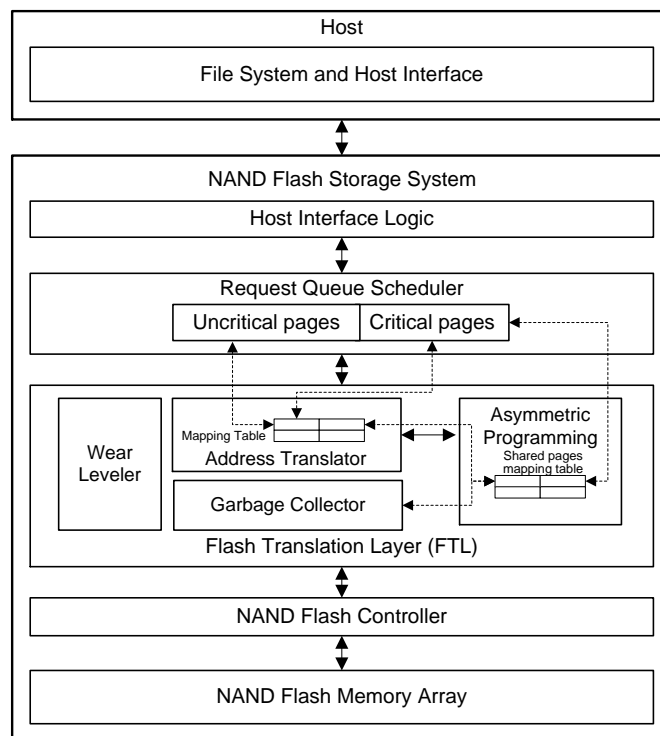 Host
File System and Host Interface
NAND Flash Storage System
Host Interface Logic
Request Queue Scheduler
Uncritical pages
Critical pages
Wear
Leveler
Mapping Table
Address Translator
Garbage Collector
Asymmetric
Programming
Shared pages
mapping table
Flash Translation Layer (FTL)
NAND Flash Controller
NAND Flash Memory Array